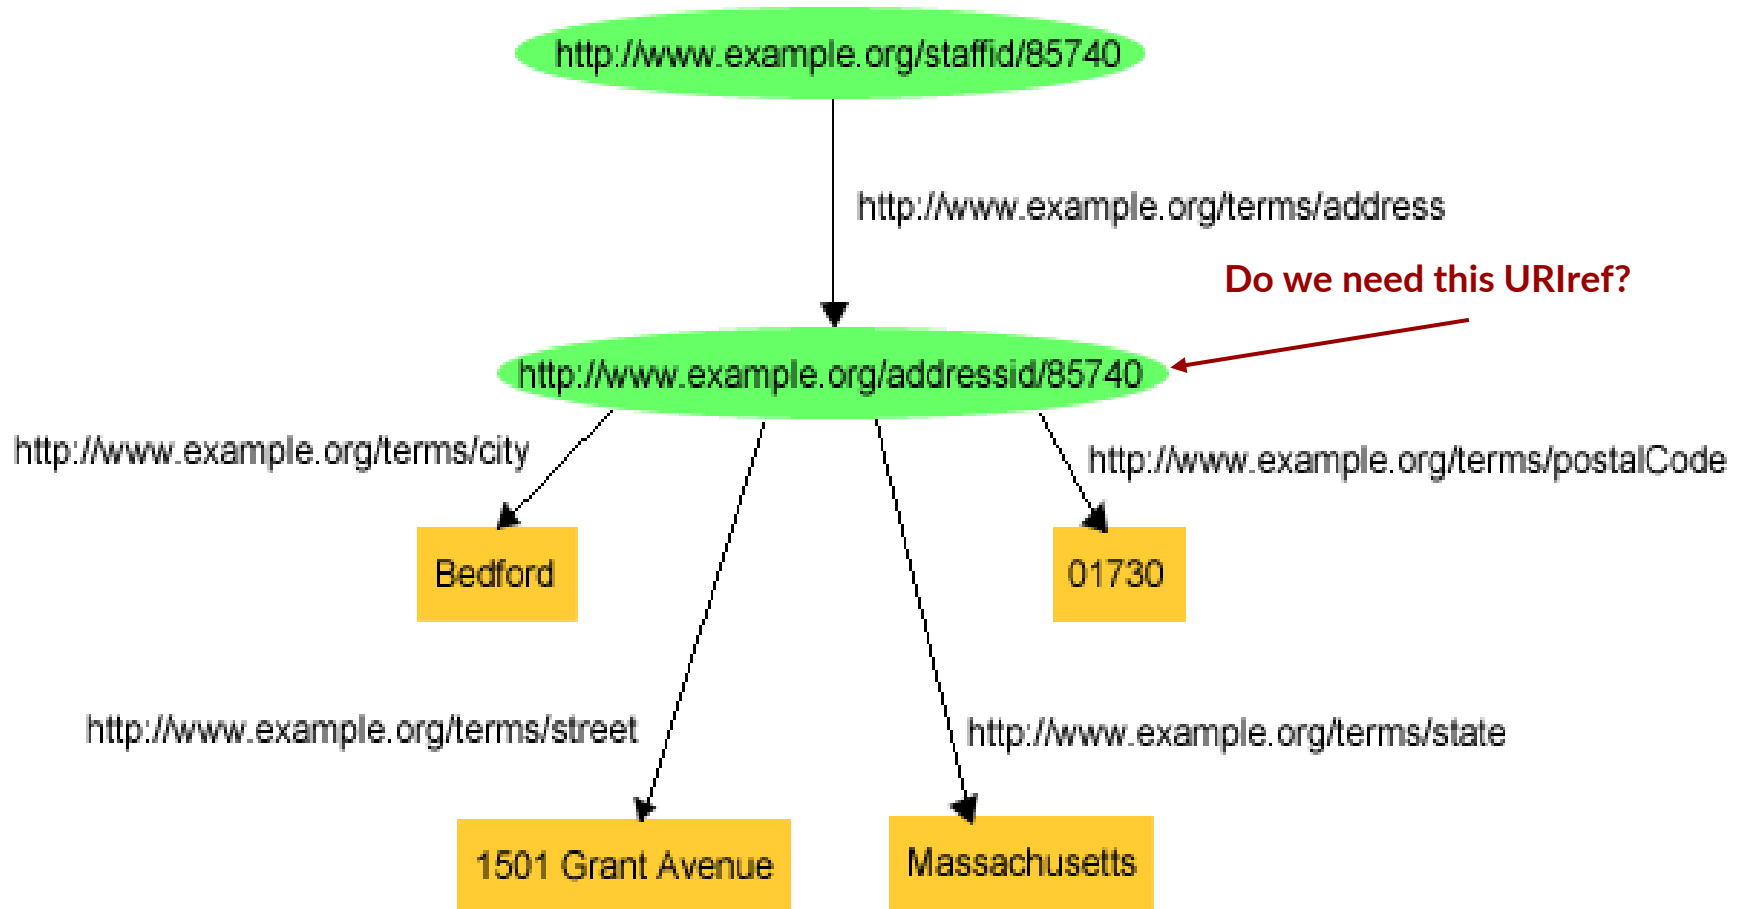 http://www.example.org/staffid/85740
http://www.example.org/terms/address
Do we need this URIref?
http://www.example.org/addressid/85740
http://www.example.org/terms/city
http://www.example.org/terms/postalCode
Bedford
01730
http://www.example.org/terms/street
http://www.example.org/terms/state
1501 Grant Avenue
Massachusetts